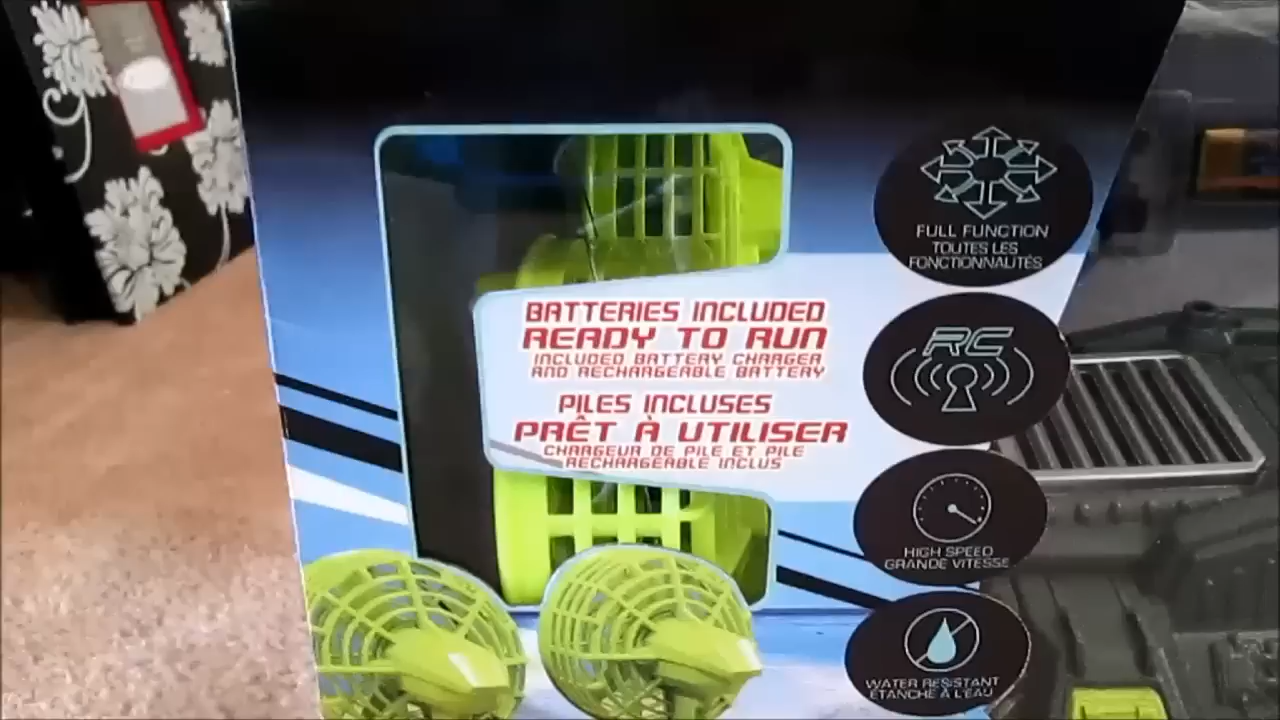 BATTERIES INCLUDED
READY TO RUN
INCLUDED BATTERY CHARGER
AND RECHARGEABLE BATTERY
PILES INCLUSES
PRÊT À UTILISER
CHARGEUR DE PILE ET PILE
RECHARGEABLE INCLUS
FULL FUNCTION
TOUTES LES
FONCTIONNALITÉS
RC
HIGH SPEED
GRANDE VITESSE
WATER RESISTANT
ÉTANCHE À L'EAU